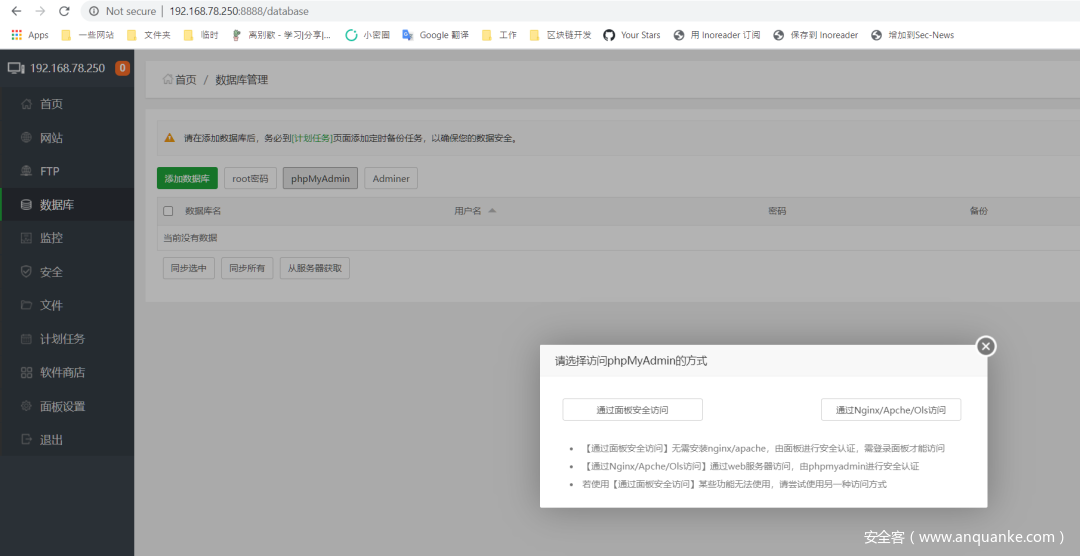 Not secure | 192.168.78.250:8888/database
Apps 一些网站 文件夹 临时 离别歌 - 学习|分享|... 小密圈 Google 翻译 工作 区块链开发 Your Stars 用 Inoreader 订阅 保存到 Inoreader 增加到Sec-News
192.168.78.250 0
首页 / 数据库管理
首页
网站
FTP
数据库
监控
安全
文件
计划任务
软件商店
面板设置
退出
请在添加数据库后，务必到[计划任务]页面添加定时备份任务，以确保您的数据安全。
添加数据库 root密码 phpMyAdmin Adminer
数据库名 用户名 密码 备份
当前没有数据
同步选中 同步所有 从服务器获取
请选择访问phpMyAdmin的方式
通过面板安全访问 通过Nginx/Apche/Ols访问
【通过面板安全访问】无需安装nginx/apache，由面板进行安全认证，需登录面板才能访问
【通过Nginx/Apche/Ols访问】通过web服务器访问，由phpmyadmin进行安全认证
若使用【通过面板安全访问】某些功能无法使用，请尝试使用另一种访问方式
安全客（www.anquanke.com）